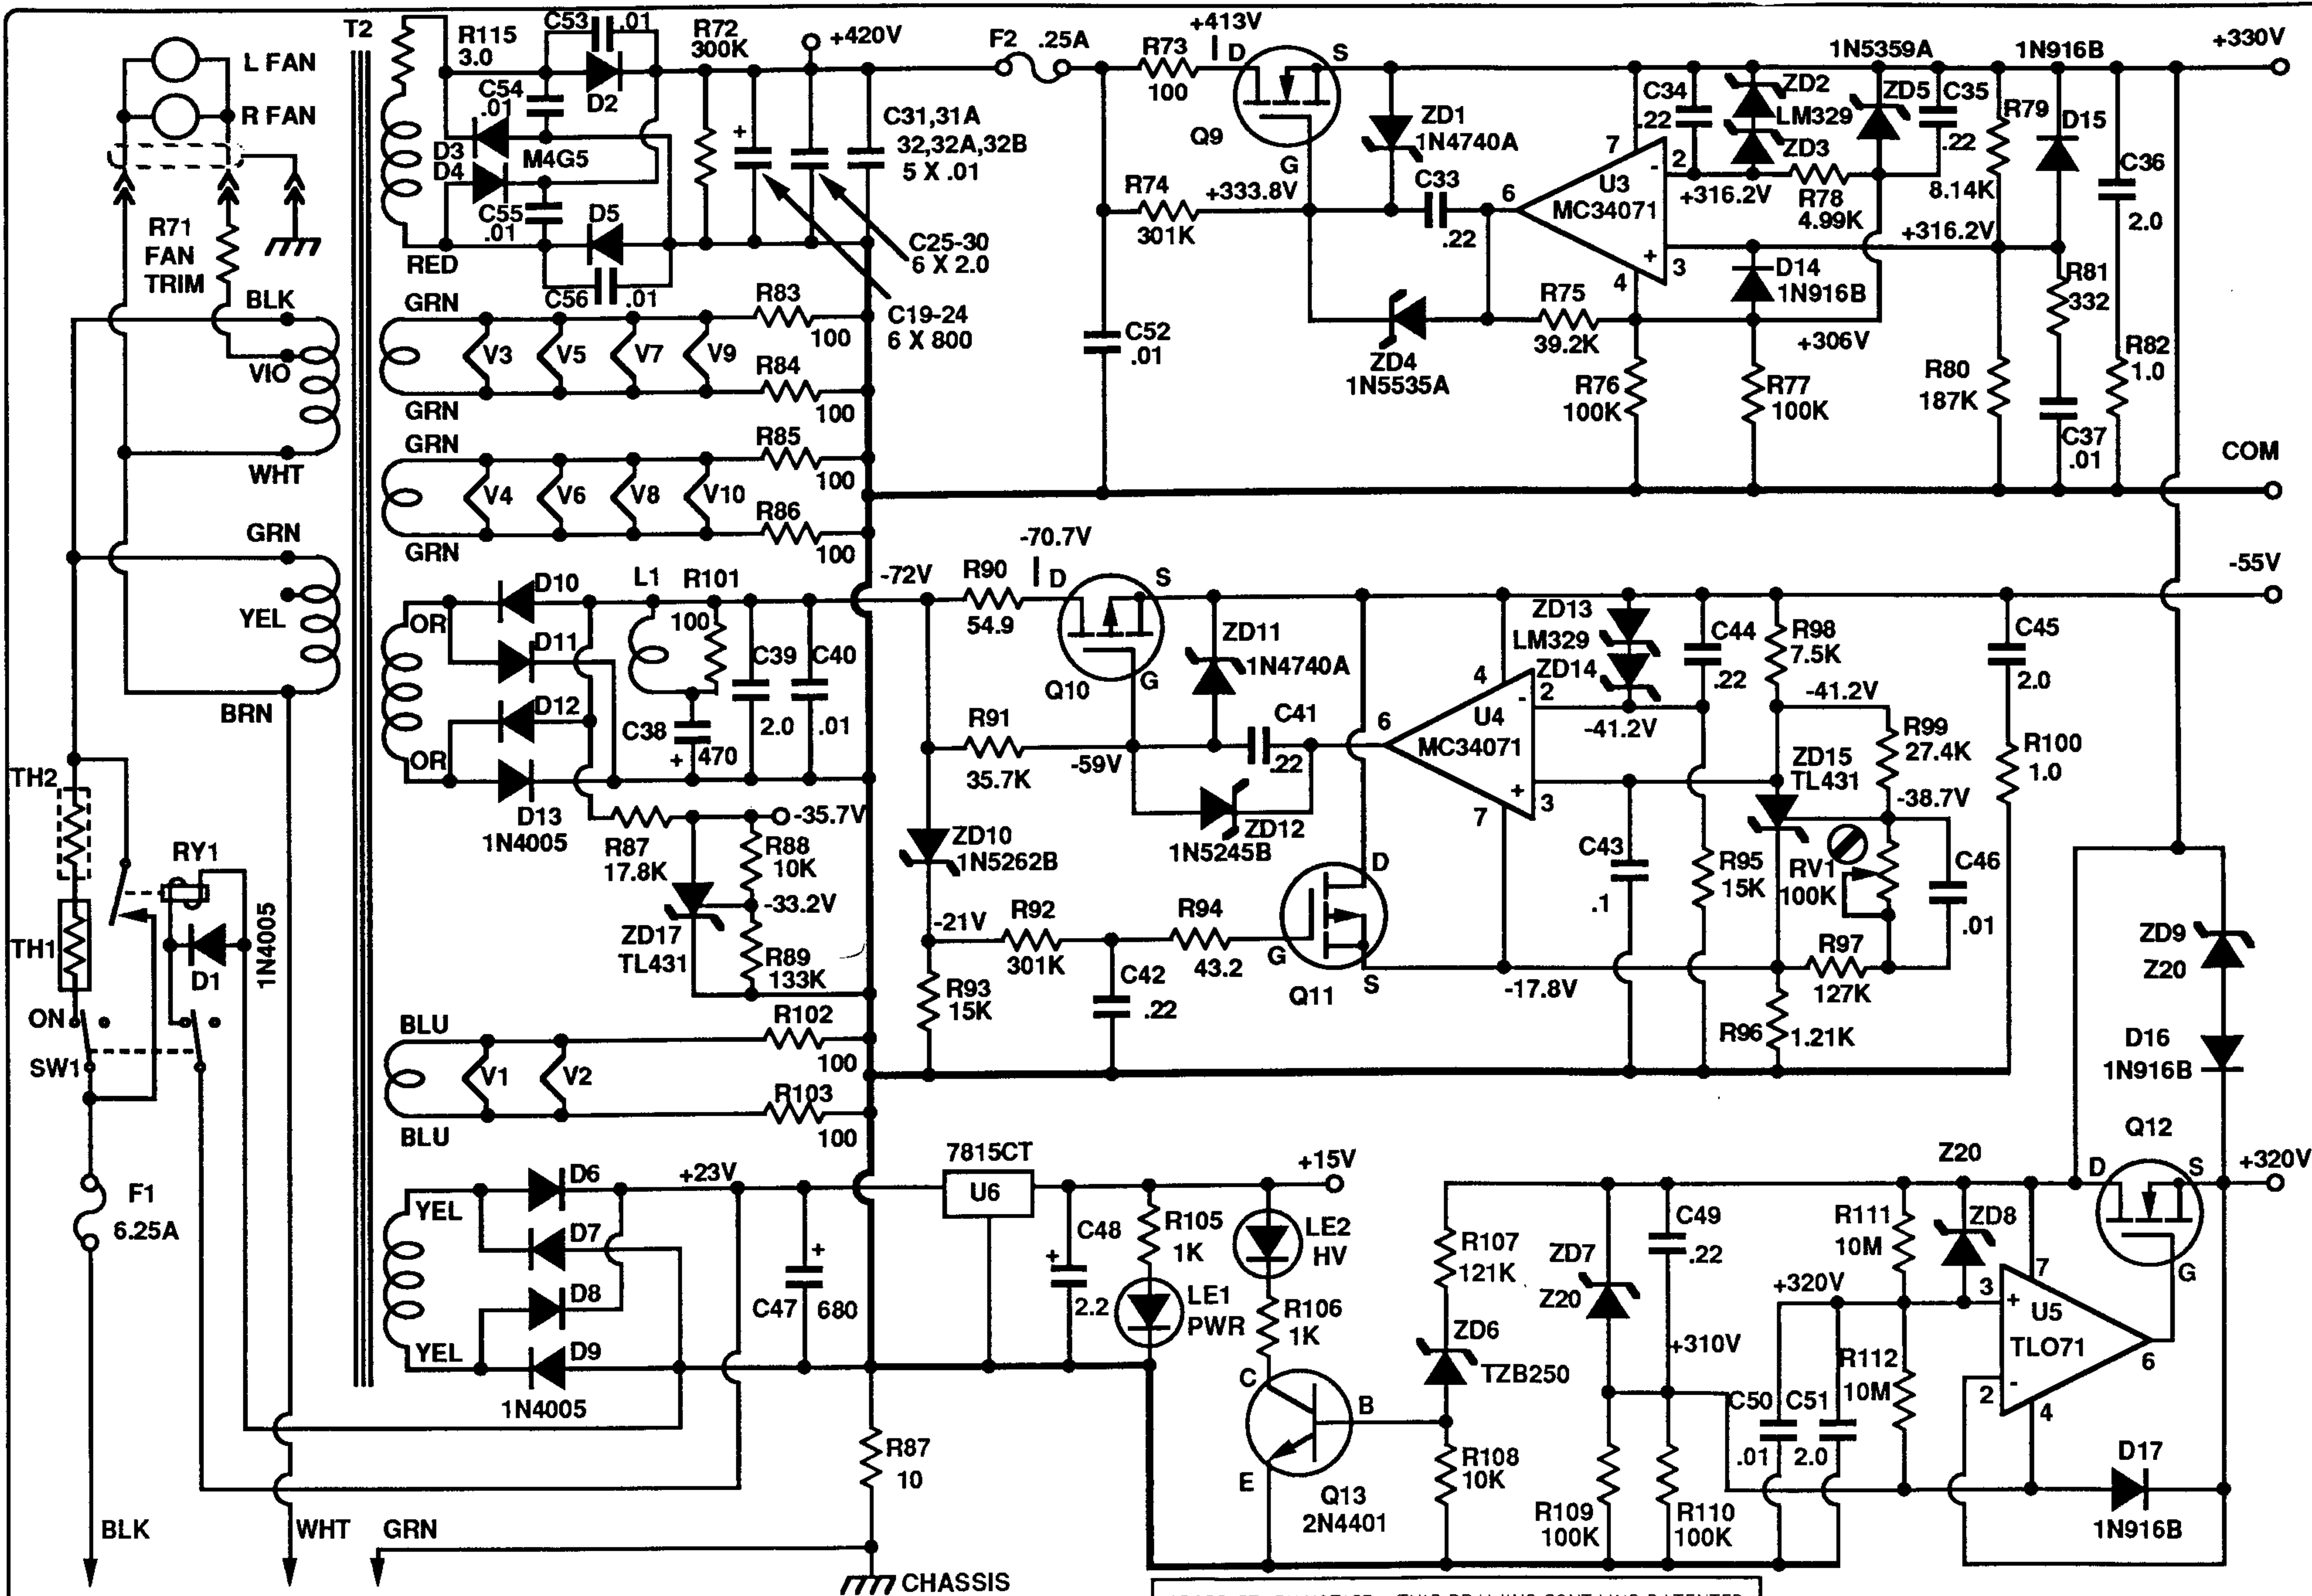 T2
L FAN
R FAN
R71
FAN
TRIM
BLK
VIO
WHT
GRN
YEL
BRN
TH2
TH1
RY1
D1
1N4005
ON
SW1
F1
6.25A
BLK
WHT
GRN
R115
3.0
C53
.01
R72
300K
+420V
C54
.01
D2
D3
D4
M4G5
C55
.01
D5
RED
C56
.01
C31,31A
32,32A,32B
5 X .01
+
C25-30
6 X 2.0
C19-24
6 X 800
GRN
V3
V5
V7
V9
R83
100
R84
100
GRN
GRN
V4
V6
V8
V10
R85
100
R86
100
GRN
F2
.25A
R73
100
+413V
D
S
Q9
G
R74
301K
+333.8V
C52
.01
ZD1
1N4740A
C33
.22
ZD4
1N5535A
6
7
U3
MC34071
2
-
+
3
4
C34
.22
ZD2
LM329
ZD3
+316.2V
1N5359A
ZD5
R78
4.99K
C35
.22
1N916B
R79
8.14K
D15
+316.2V
C36
2.0
+330V
D14
1N916B
R75
39.2K
+306V
R76
100K
R77
100K
R80
187K
R81
332
C37
.01
R82
1.0
COM
OR
OR
D10
D11
D12
D13
1N4005
L1
R101
100
C38
470
+
C39
2.0
C40
.01
-72V
R87
17.8K
-35.7V
R88
10K
-33.2V
ZD17
TL431
R89
133K
R90
54.9
-70.7V
D
S
Q10
G
R91
35.7K
-59V
ZD11
1N4740A
C41
.22
ZD12
1N5245B
ZD10
1N5262B
-21V
R92
301K
R93
15K
C42
.22
R94
43.2
G
D
Q11
S
6
4
U4
MC34071
-
2
+
3
7
ZD13
LM329
ZD14
-41.2V
C44
.22
R98
7.5K
-41.2V
ZD15
TL431
R99
27.4K
-38.7V
RV1
100K
C43
.1
R95
15K
-17.8V
R97
127K
R96
1.21K
C46
.01
C45
2.0
R100
1.0
-55V
BLU
V1
V2
R102
100
R103
100
BLU
YEL
YEL
D6
D7
D8
D9
1N4005
+23V
+
C47
680
7815CT
U6
+
C48
2.2
+15V
R105
1K
LE1
PWR
LE2
HV
R106
1K
C
B
E
Q13
2N4401
R87
10
CHASSIS
R107
121K
ZD6
TZB250
R108
10K
ZD7
Z20
C49
.22
+310V
R109
100K
R110
100K
C50
.01
C51
2.0
+320V
R111
10M
R112
10M
Z20
ZD8
3
+
U5
TLO71
7
6
2
-
4
D17
1N916B
Q12
D
S
G
+320V
ZD9
Z20
D16
1N916B